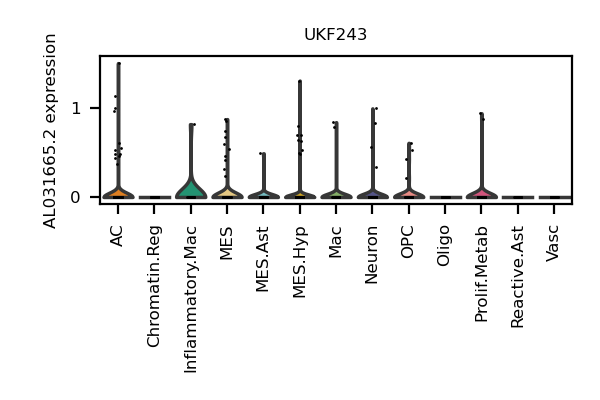 UKF243
AL031665.2 expression
1
0
AC
Chromatin.Reg
Inflammatory.Mac
MES
MES.Ast
MES.Hyp
Mac
Neuron
OPC
Oligo
Prolif.Metab
Reactive.Ast
Vasc